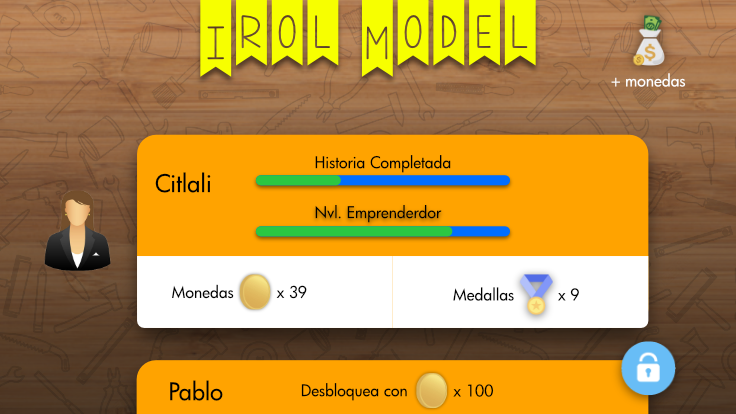 IROL MODEL
+ monedas
Historia Completada
Citlali
Nvl. Emprenderdor
Monedas x 39
Medallas x 9
Pablo
Desbloquea con x 100